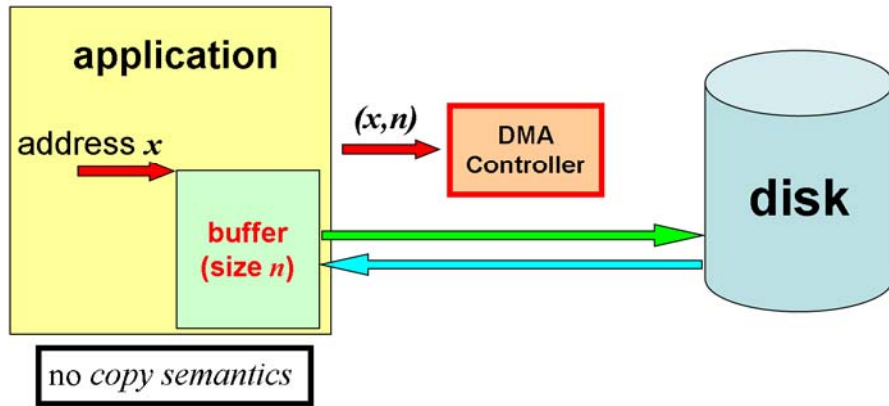 application
address x
(x,n)
DMA
Controller
buffer
(size n)
disk
no copy semantics